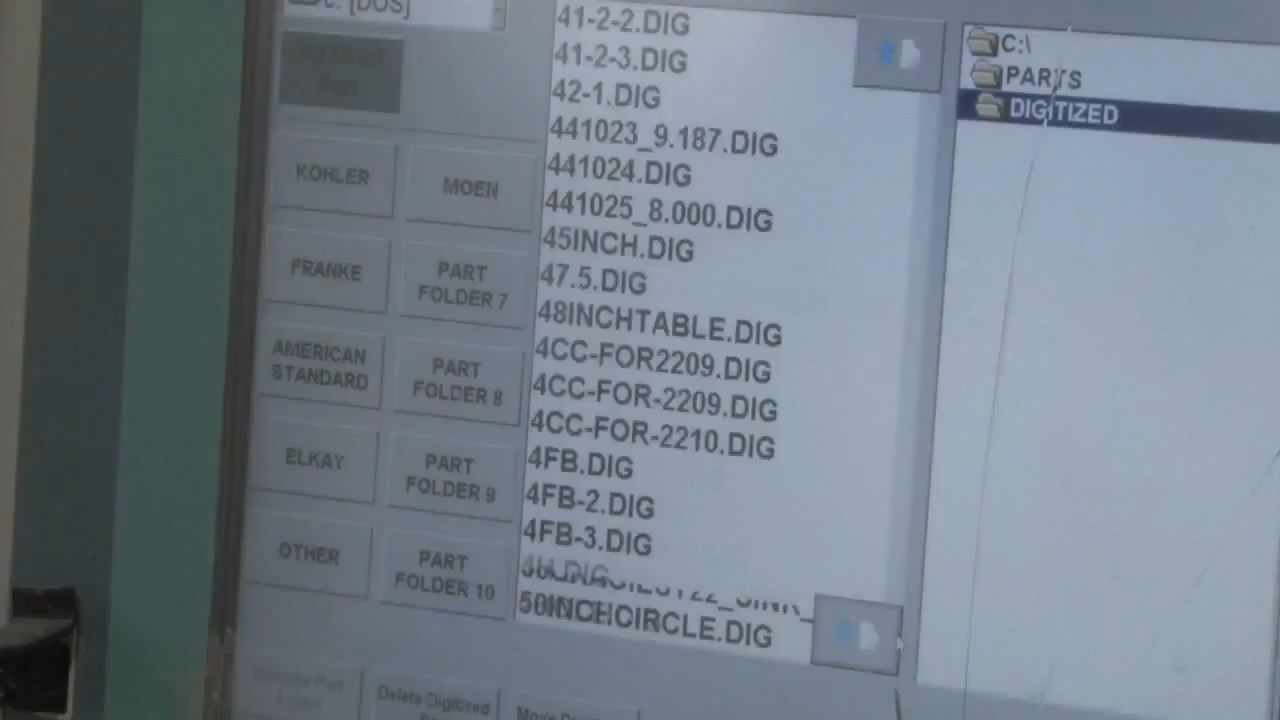 c: [DOS]
KOHLER
MOEN
FRANKE
PART
FOLDER 7
AMERICAN
STANDARD
PART
FOLDER 8
ELKAY
PART
FOLDER 9
OTHER
PART
FOLDER 10
Delete Digitized
41-2-2.DIG
41-2-3.DIG
42-1.DIG
441023_9.187.DIG
441024.DIG
441025_8.000.DIG
45INCH.DIG
47.5.DIG
48INCHTABLE.DIG
4CC-FOR2209.DIG
4CC-FOR-2209.DIG
4CC-FOR-2210.DIG
4FB.DIG
4FB-2.DIG
4FB-3.DIG
50INCHCIRCLE.DIG
C:\
PARTS
DIGITIZED